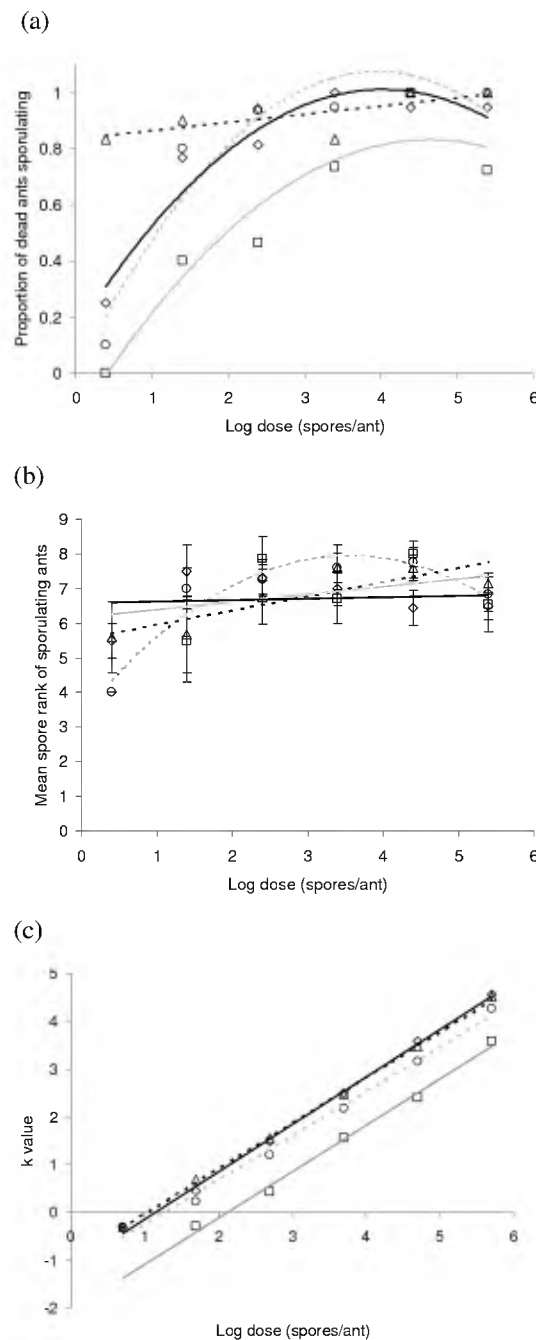 (a)
Proportion of dead ants sporulating
1
0.8
0.6
0.4
0.2
0
0 1 2 3 4 5 6
Log dose (spores/ant)
(b)
Mean spore rank of sporulating ants
9
8
7
6
5
4
3
2
1
0
0 1 2 3 4 5 6
Log dose (spores/ant)
(c)
k value
5
4
3
2
1
0
-1
-2
0 1 2 3 4 5 6
Log dose (spores/ant)